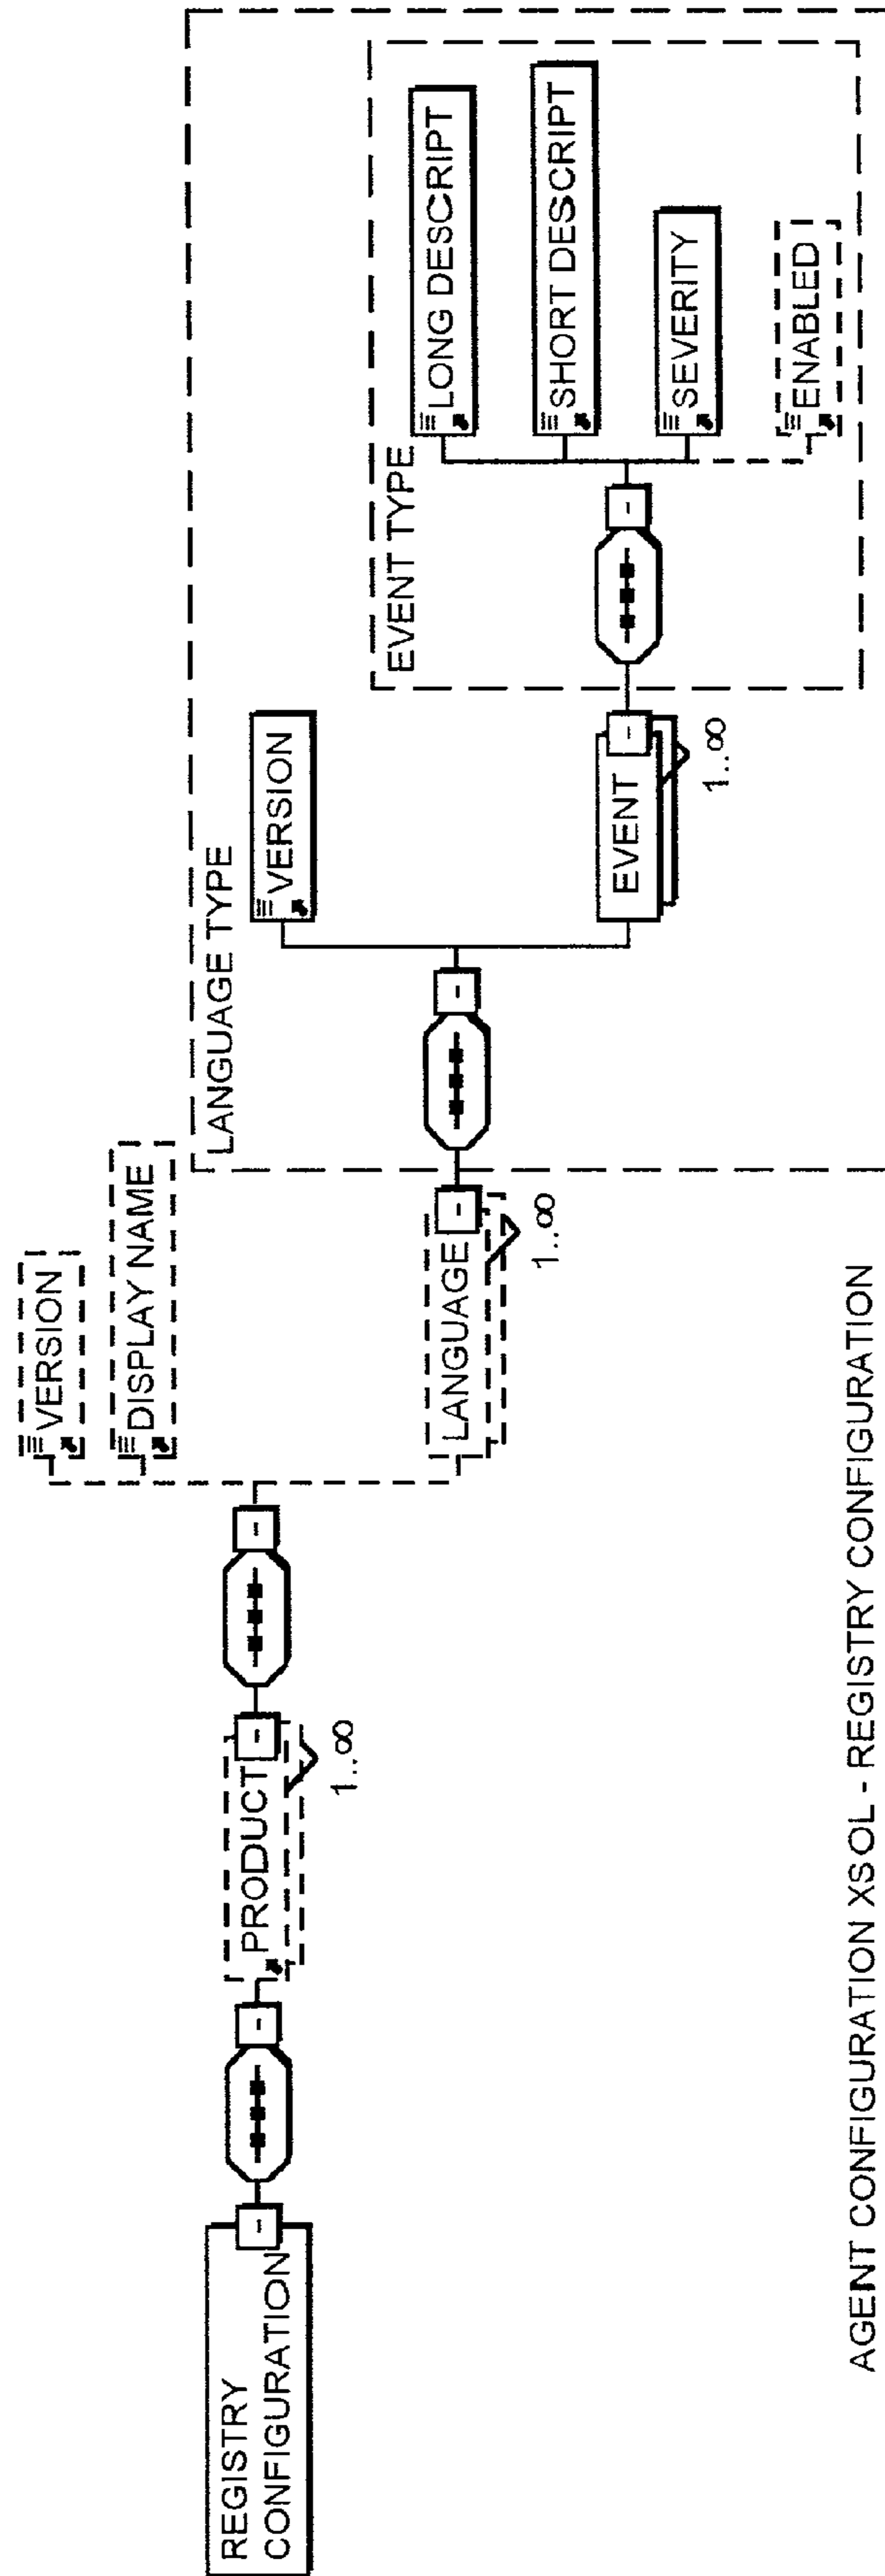 REGISTRY
CONFIGURATION
PRODUCT
1..∞
VERSION
DISPLAY NAME
LANGUAGE
1..∞
LANGUAGE TYPE
VERSION
EVENT
1..∞
EVENT TYPE
LONG DESCRIPT
SHORT DESCRIPT
SEVERITY
ENABLED
AGENT CONFIGURATION XSOL - REGISTRY CONFIGURATION